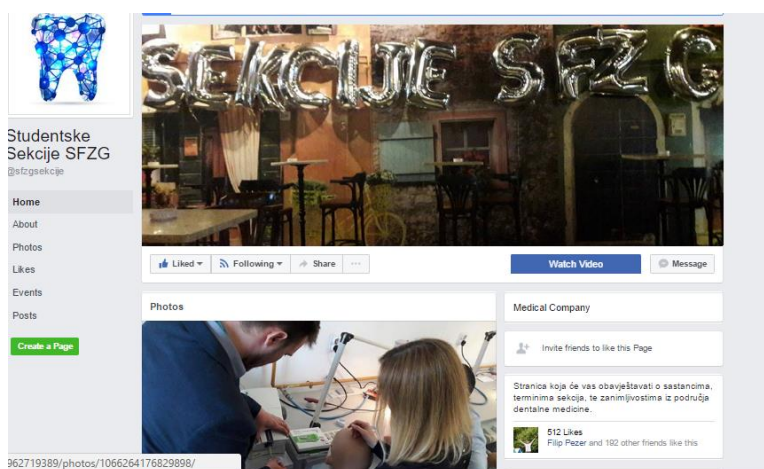 SEKCIJE SFZG
Studentske
Sekcije SFZG
@sfzgsekcije
Home
About
Photos
Likes
Events
Posts
Create a Page
Liked
Following
Share
Watch Video
Message
Photos
Medical Company
Invite friends to like this Page
Stranica koja će vas obavještavati o sastancima,
terminima sekcija, te zanimljivostima iz područja
dentalne medicine.
512 Likes
Filip Pezer and 192 other friends like this
962719389/photos/1066264176829898/